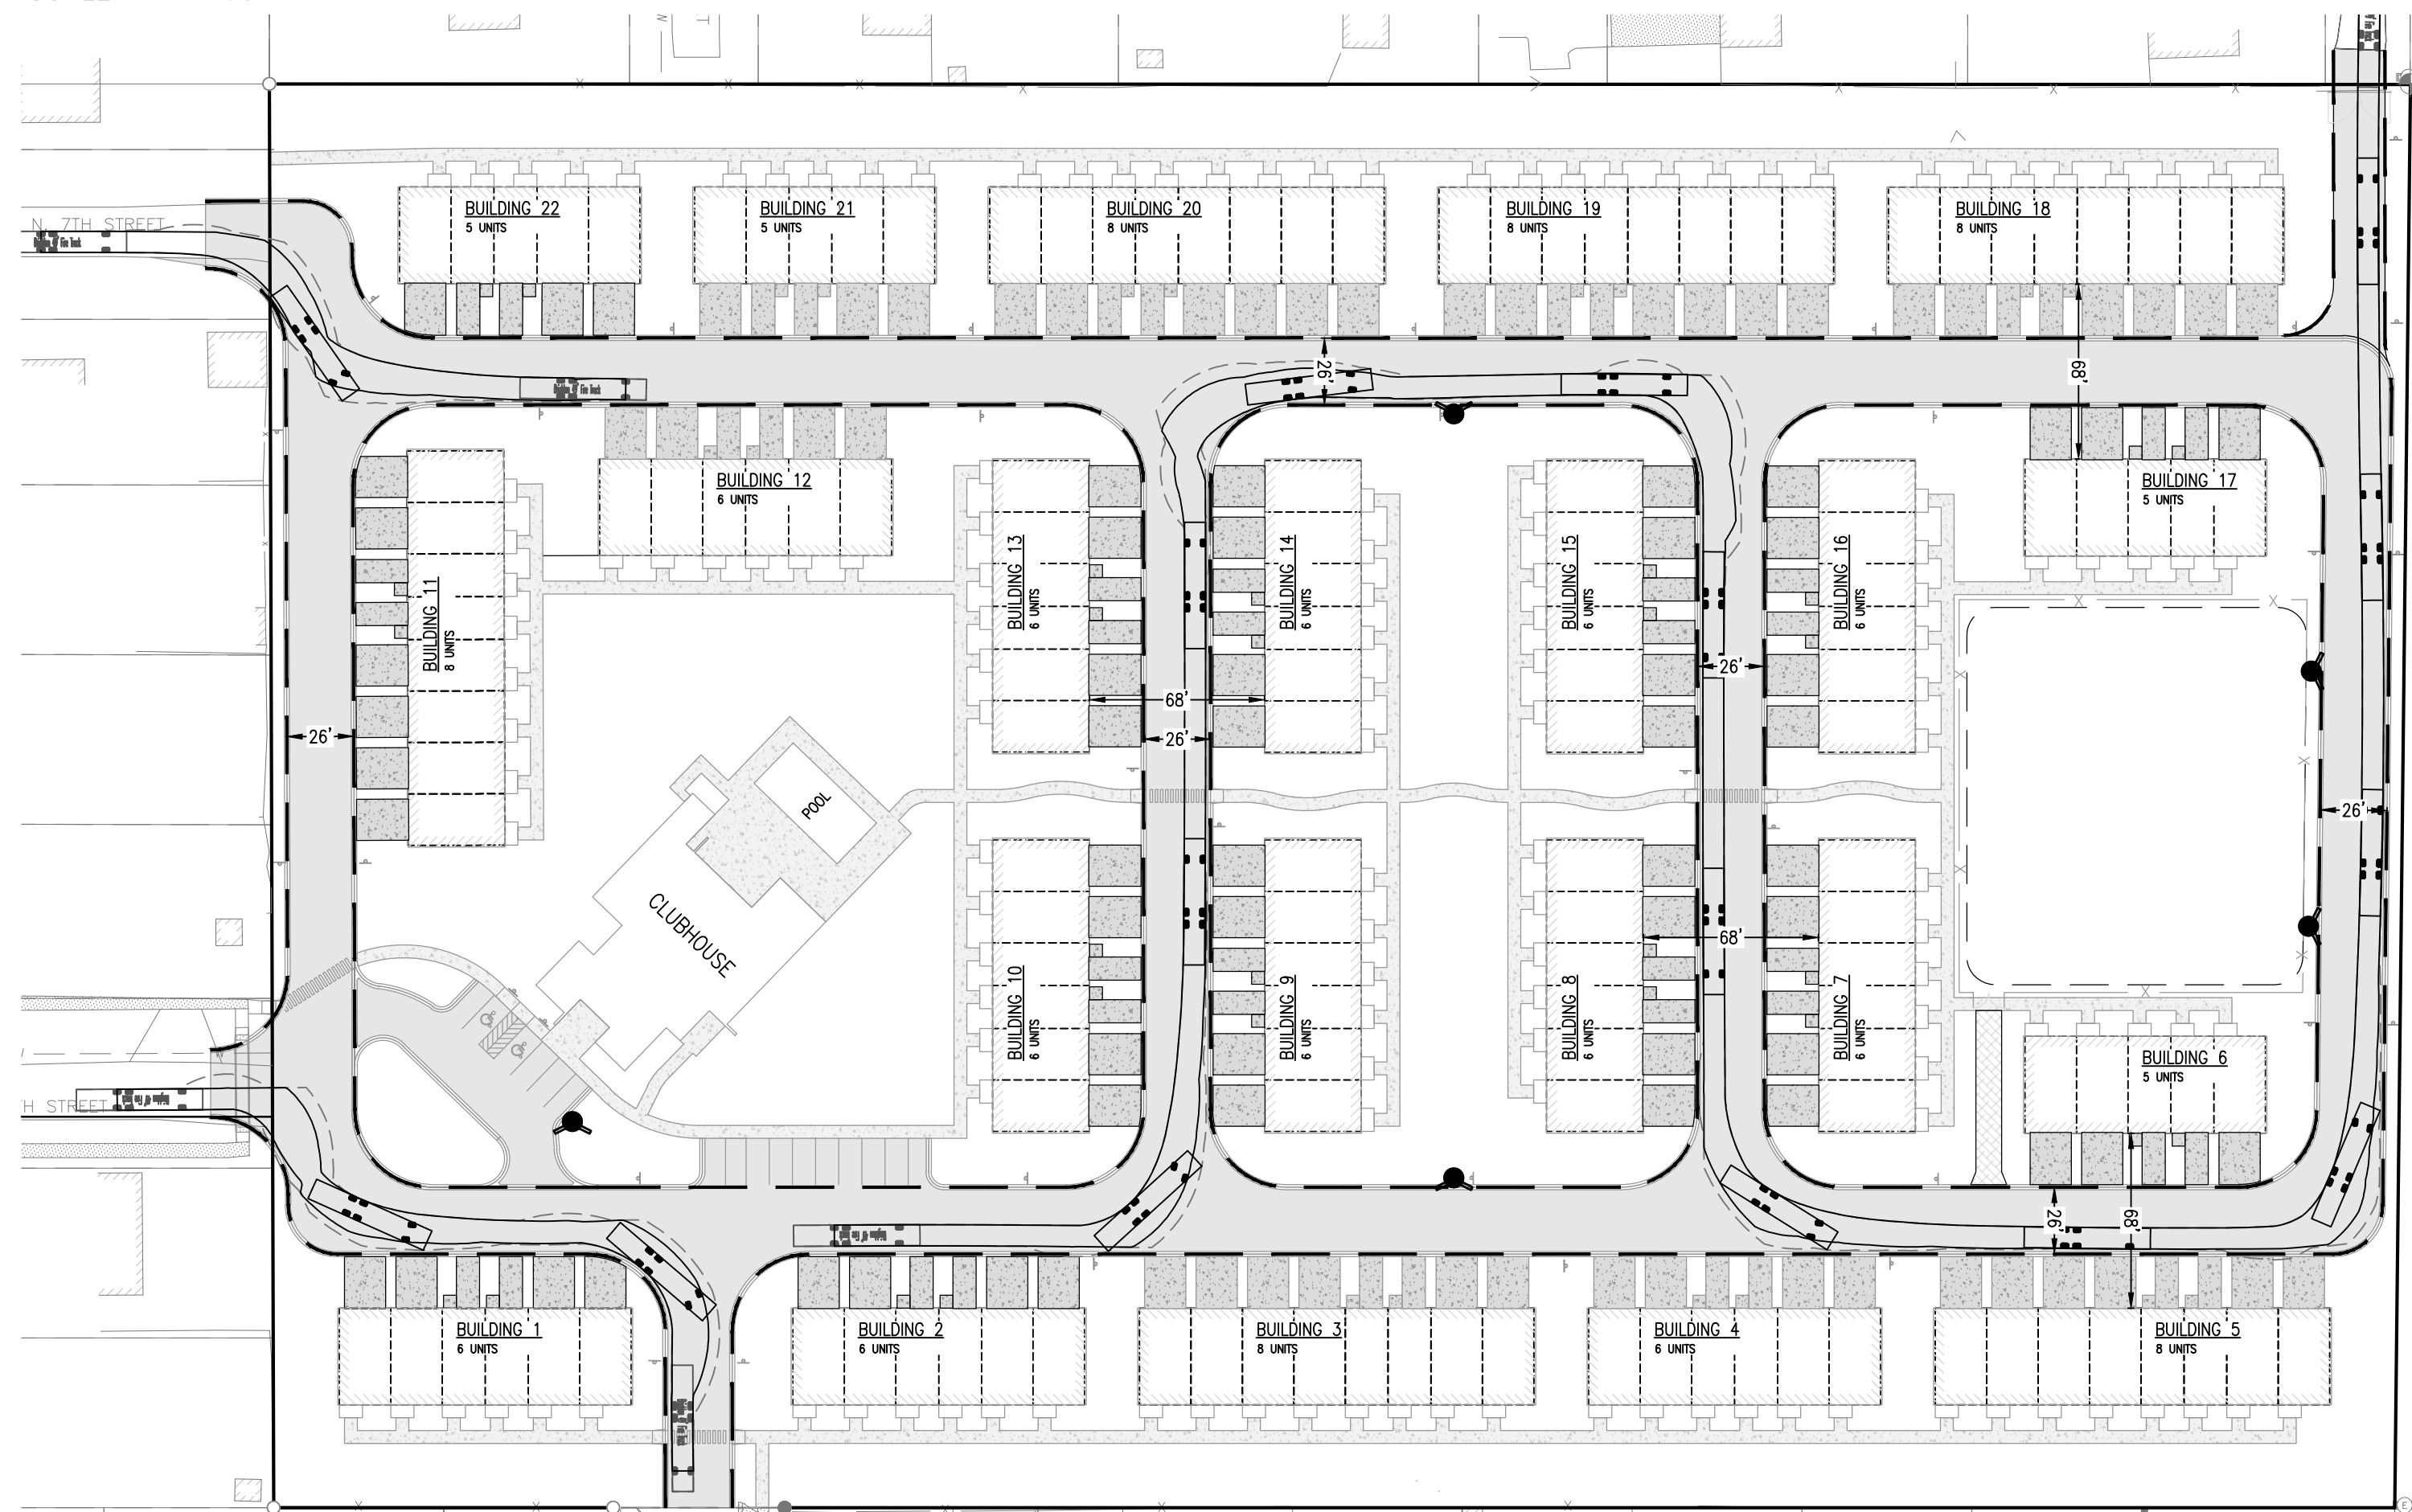 N. 7TH STREET
BUILDING 22
5 UNITS
BUILDING 21
5 UNITS
BUILDING 20
8 UNITS
BUILDING 19
8 UNITS
BUILDING 18
8 UNITS
26'
68'
BUILDING 12
6 UNITS
BUILDING 17
5 UNITS
BUILDING 11
8 UNITS
BUILDING 13
6 UNITS
BUILDING 14
6 UNITS
BUILDING 15
6 UNITS
BUILDING 16
6 UNITS
26'
68'
26'
26'
26'
POOL
CLUBHOUSE
68'
BUILDING 10
6 UNITS
BUILDING 9
6 UNITS
BUILDING 8
6 UNITS
BUILDING 7
6 UNITS
BUILDING 6
5 UNITS
H STREET
26'
68'
BUILDING 1
6 UNITS
BUILDING 2
6 UNITS
BUILDING 3
8 UNITS
BUILDING 4
6 UNITS
BUILDING 5
8 UNITS